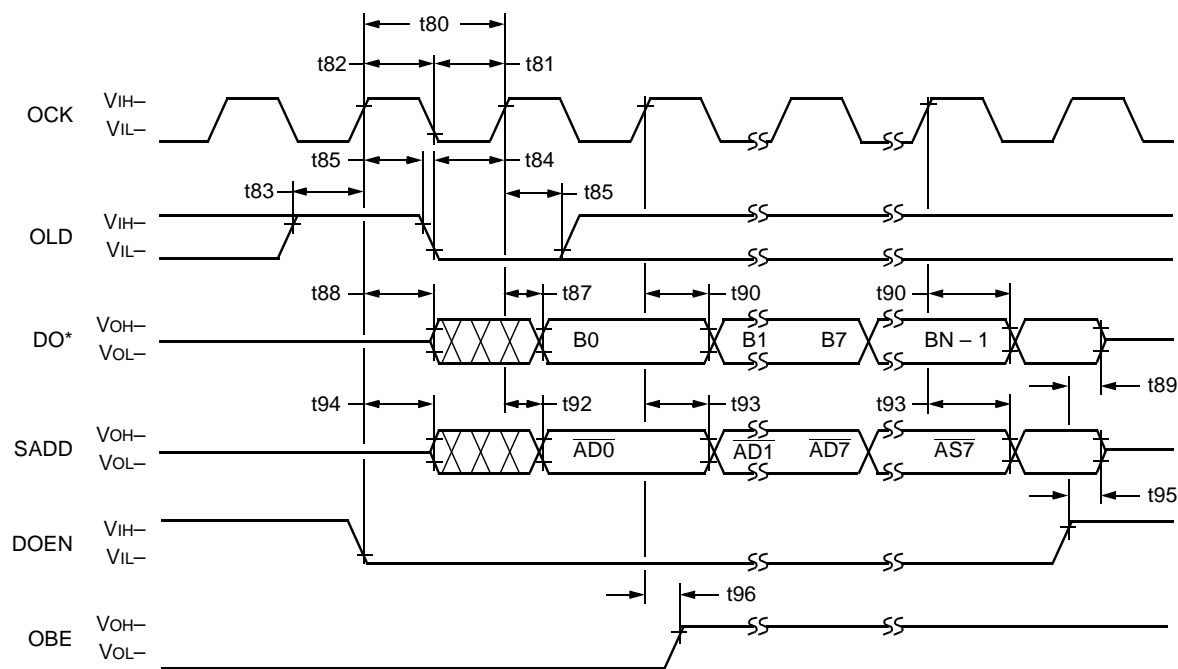 t80
t82
t81
OCK
VIH–
VIL–
t85
t84
t83
t85
OLD
VIH–
VIL–
t88
t87
t90
t90
DO*
VOH–
VOL–
B0
B1
B7
BN – 1
t89
t94
t92
t93
t93
SADD
VOH–
VOL–
AD0
AD1
AD7
AS7
t95
DOEN
VIH–
VIL–
t96
OBE
VOH–
VOL–